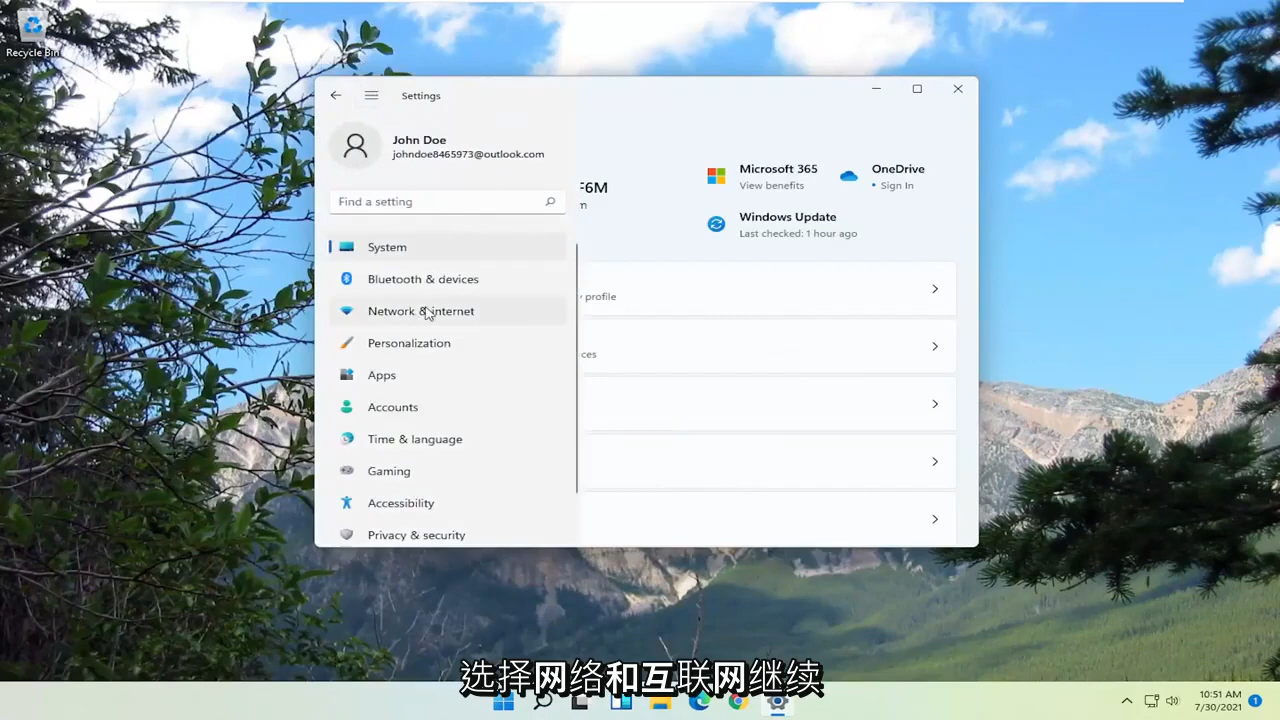 Recycle Bin
Settings
John Doe
johndoe8465973@outlook.com
Find a setting
System
Bluetooth & devices
Network & internet
Personalization
Apps
Accounts
Time & language
Gaming
Accessibility
Privacy & security
F6M
m
Microsoft 365
View benefits
OneDrive
• Sign In
Windows Update
Last checked: 1 hour ago
profile
ces
选择网络和互联网继续
10:51 AM
7/30/2021
1